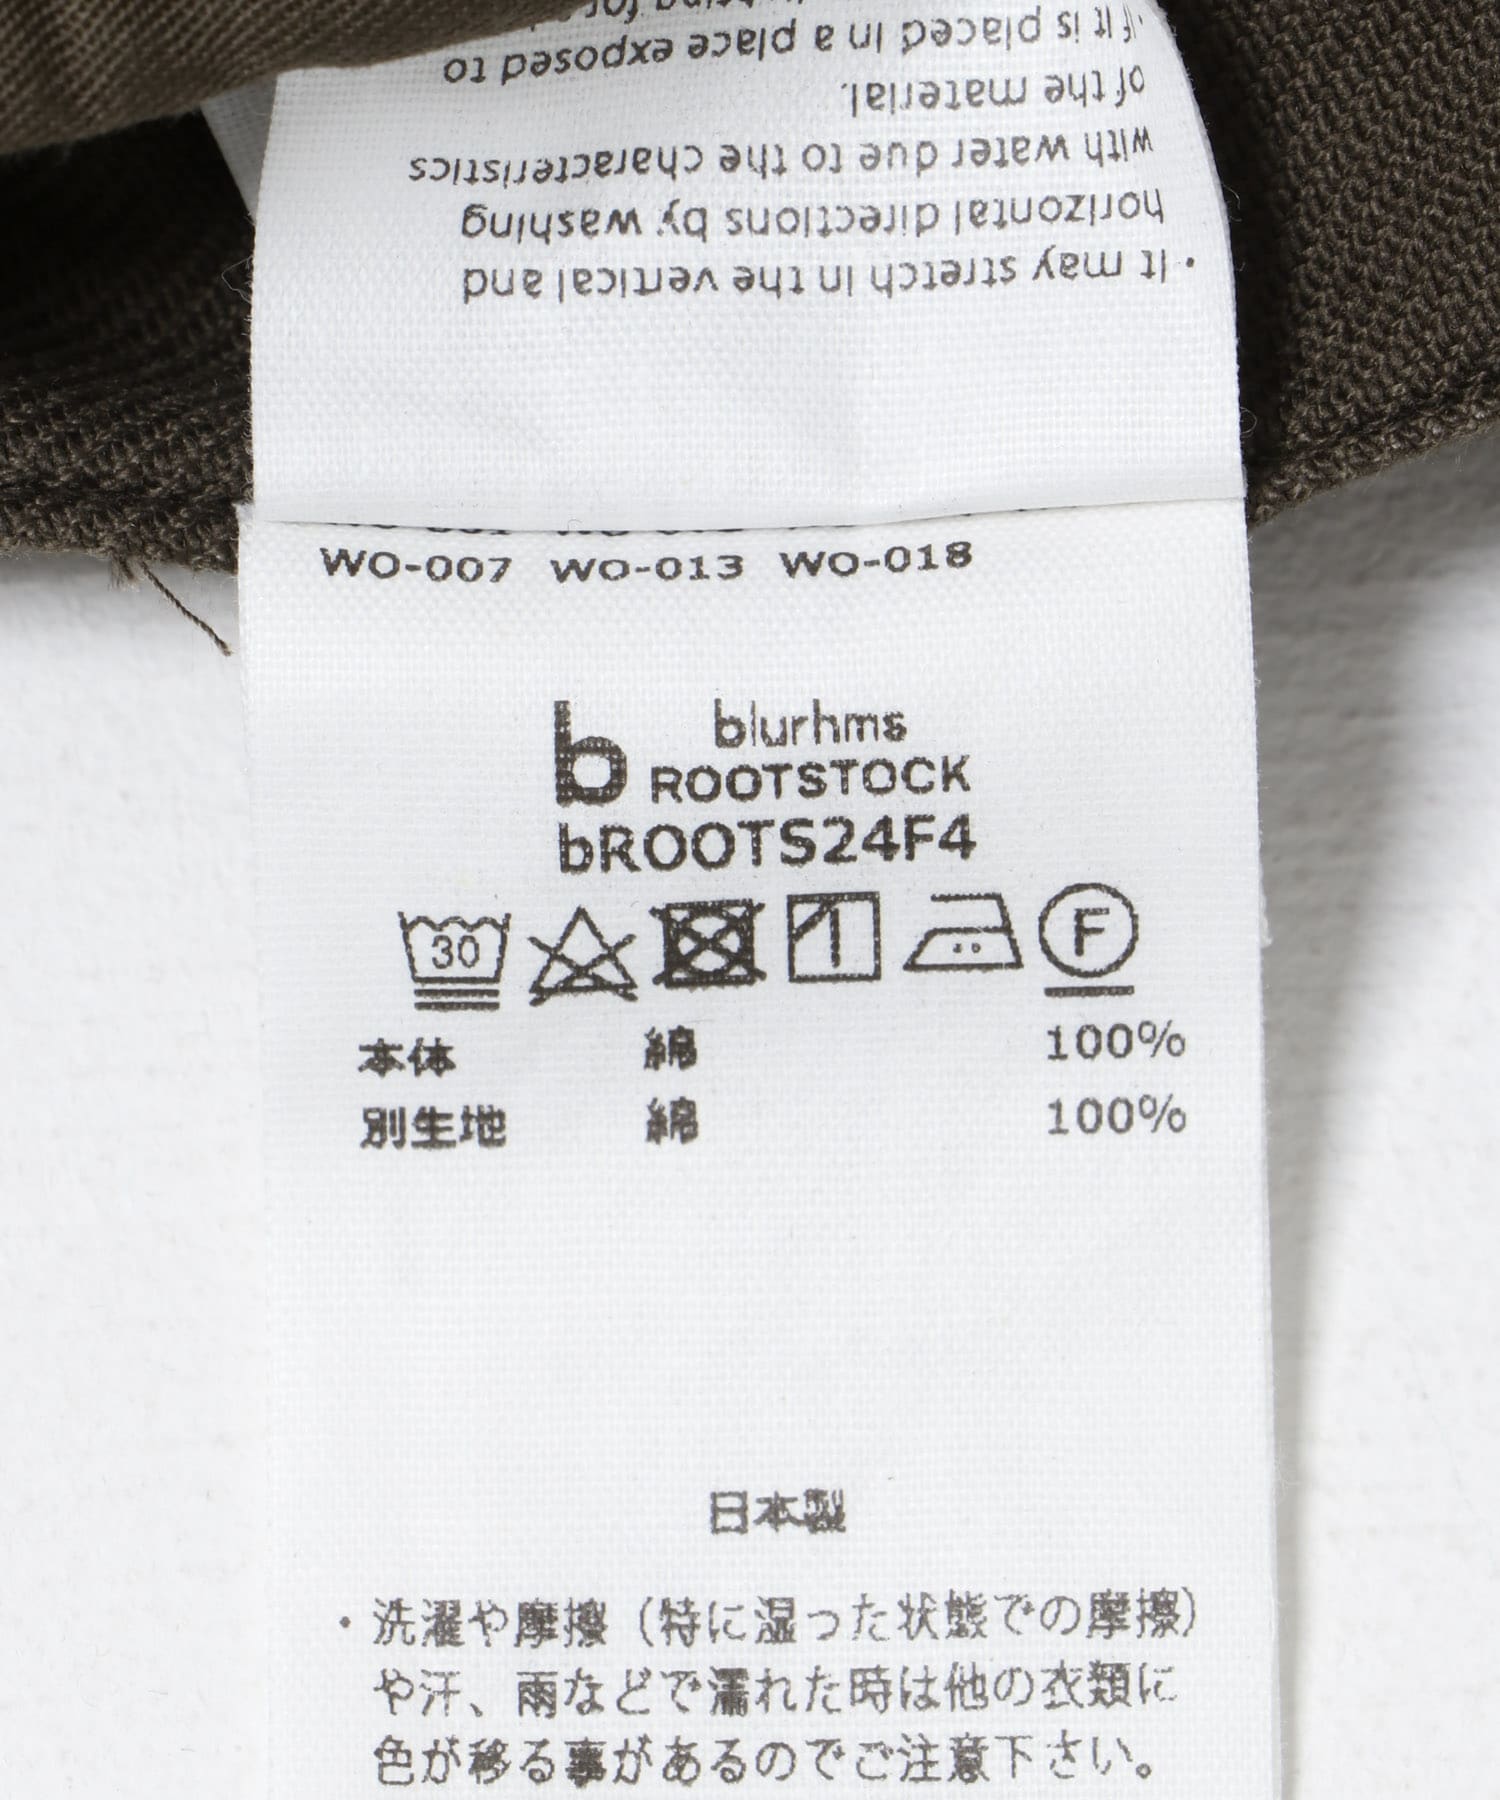 it is placed in a place exposed to
of the material.
with water due to the characteristics
horizontal directions by washing
・It may stretch in the vertical and
WO-007 WO-013 WO-018
b blurhms
ROOTSTOCK
bROOTS24F4
30 F
本体 綿 100%
別生地 綿 100%
日本製
・洗濯や摩擦（特に湿った状態での摩擦）
や汗、雨などで濡れた時は他の衣類に
色が移る事があるのでご注意下さい。